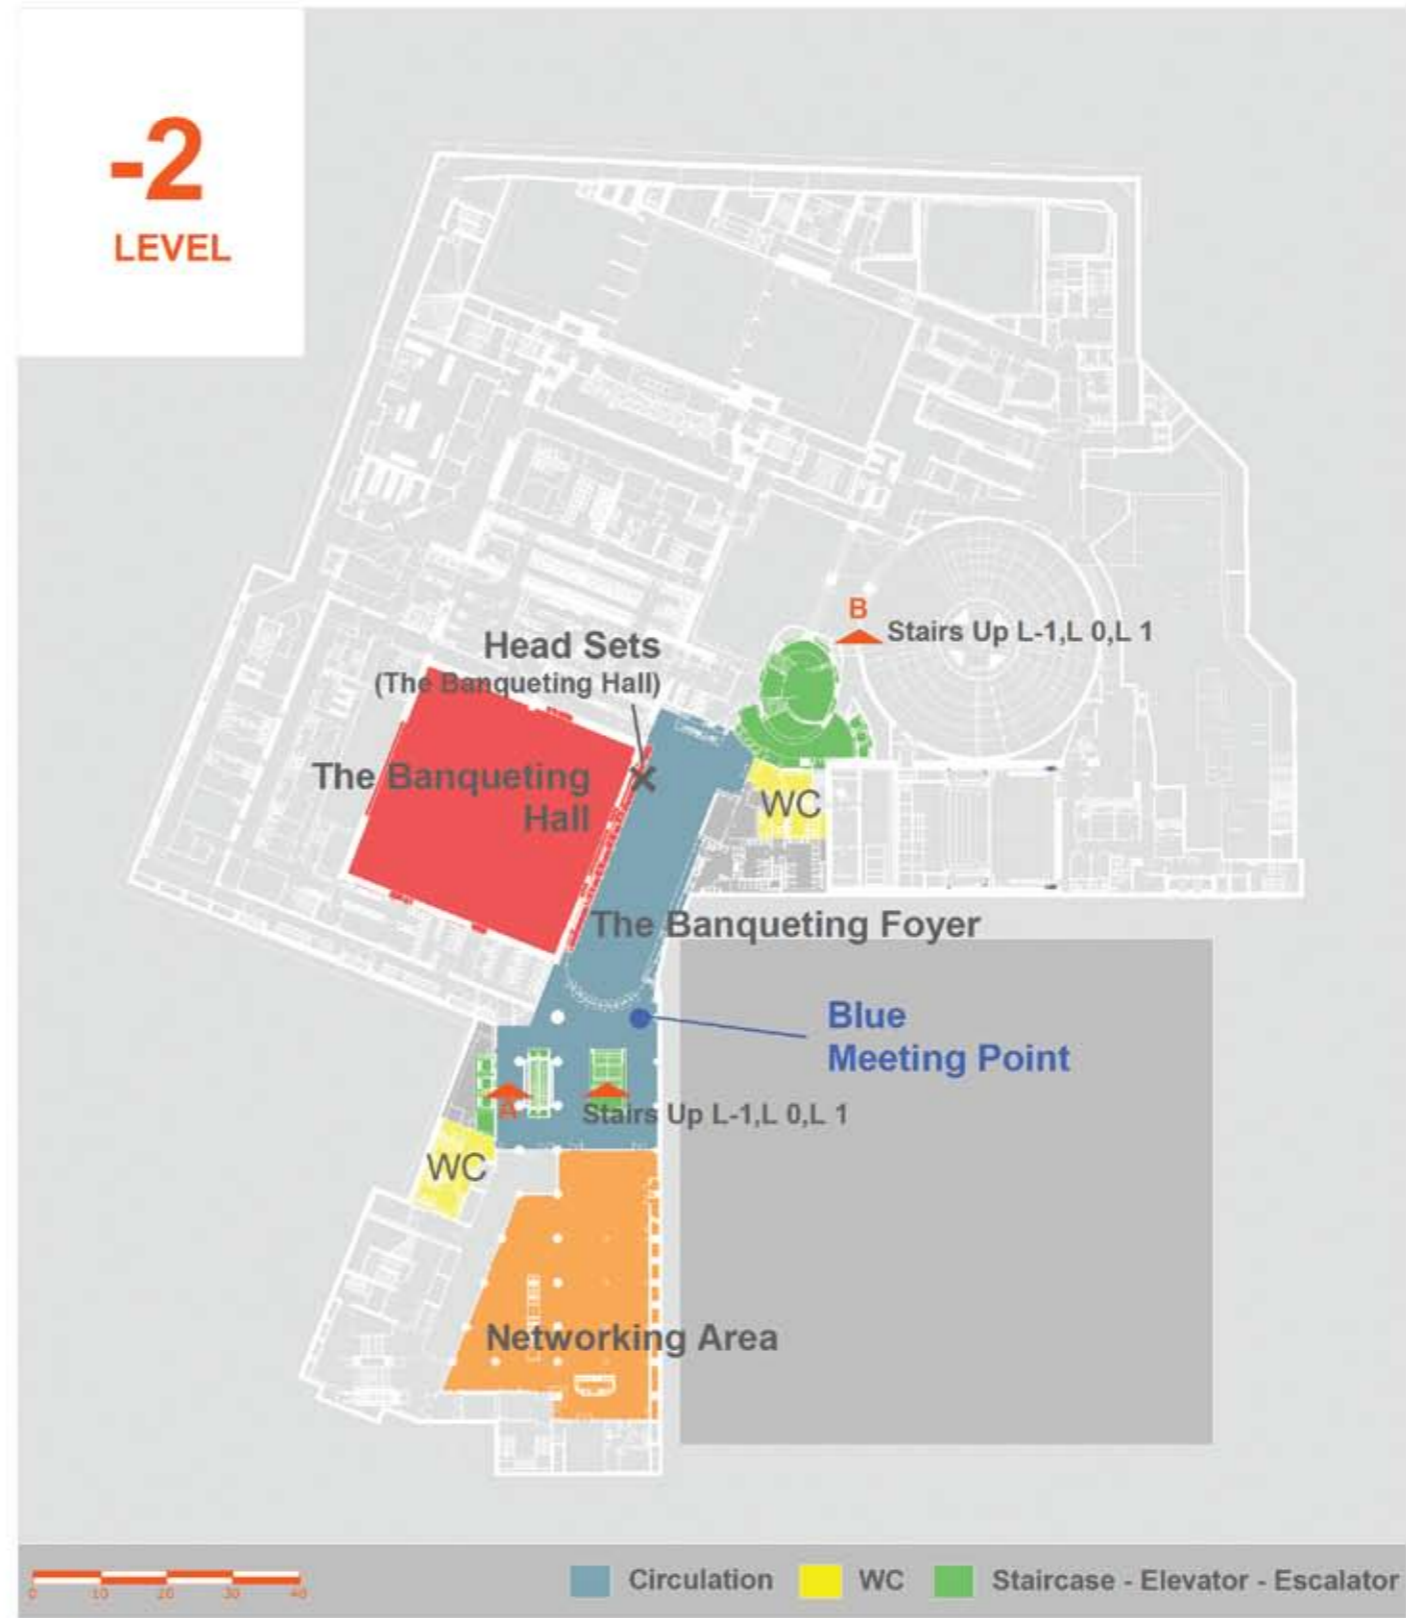 -2
LEVEL
B
Stairs Up L-1,L 0,L 1
Head Sets
(The Banqueting Hall)
The Banqueting
Hall
WC
The Banqueting Foyer
Blue
Meeting Point
A
Stairs Up L-1,L 0,L 1
WC
Networking Area
0 10 20 30 40
Circulation WC Staircase - Elevator - Escalator